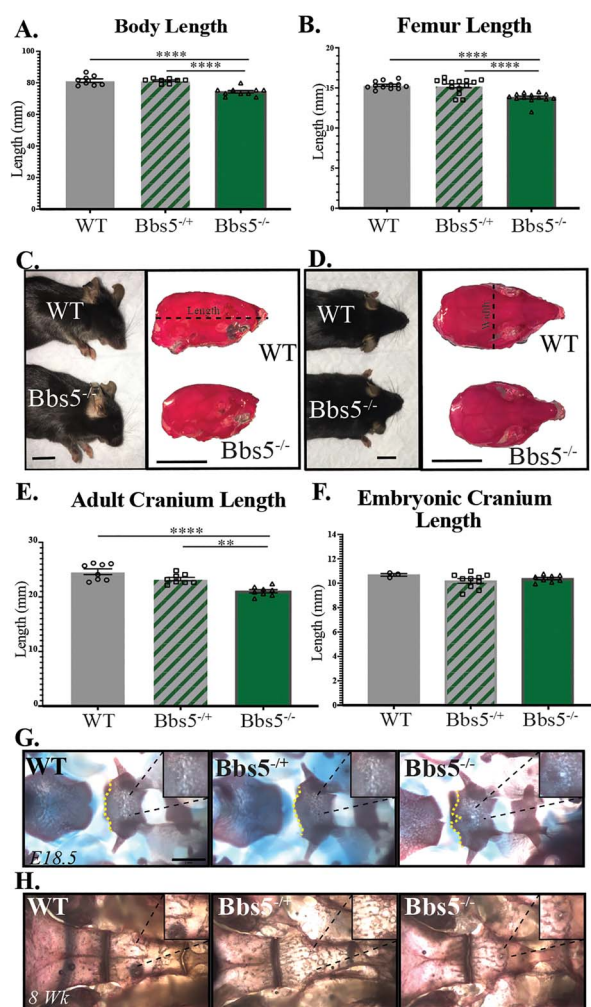 A.
Body Length
****
****
Length (mm)
100
80
60
40
20
0
WT
Bbs5-/+
Bbs5-/-
B.
Femur Length
****
****
Length (mm)
20
15
10
5
0
WT
Bbs5-/+
Bbs5-/-
C.
WT
Bbs5-/-
Length
WT
Bbs5-/-
D.
WT
Bbs5-/-
Width
WT
Bbs5-/-
E.
Adult Cranium Length
****
**
Length (mm)
30
20
10
0
WT
Bbs5-/+
Bbs5-/-
F.
Embryonic Cranium
Length
Length (mm)
14
12
10
8
6
4
2
0
WT
Bbs5-/+
Bbs5-/-
G.
WT
Bbs5-/+
Bbs5-/-
E18.5
H.
WT
Bbs5-/+
Bbs5-/-
8 Wk